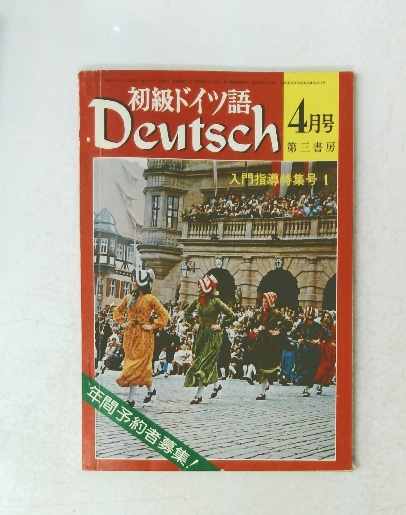 初級ドイツ語
Deutsch
4月号
第三書房
入門指導特集号 1
年間予約者募集!